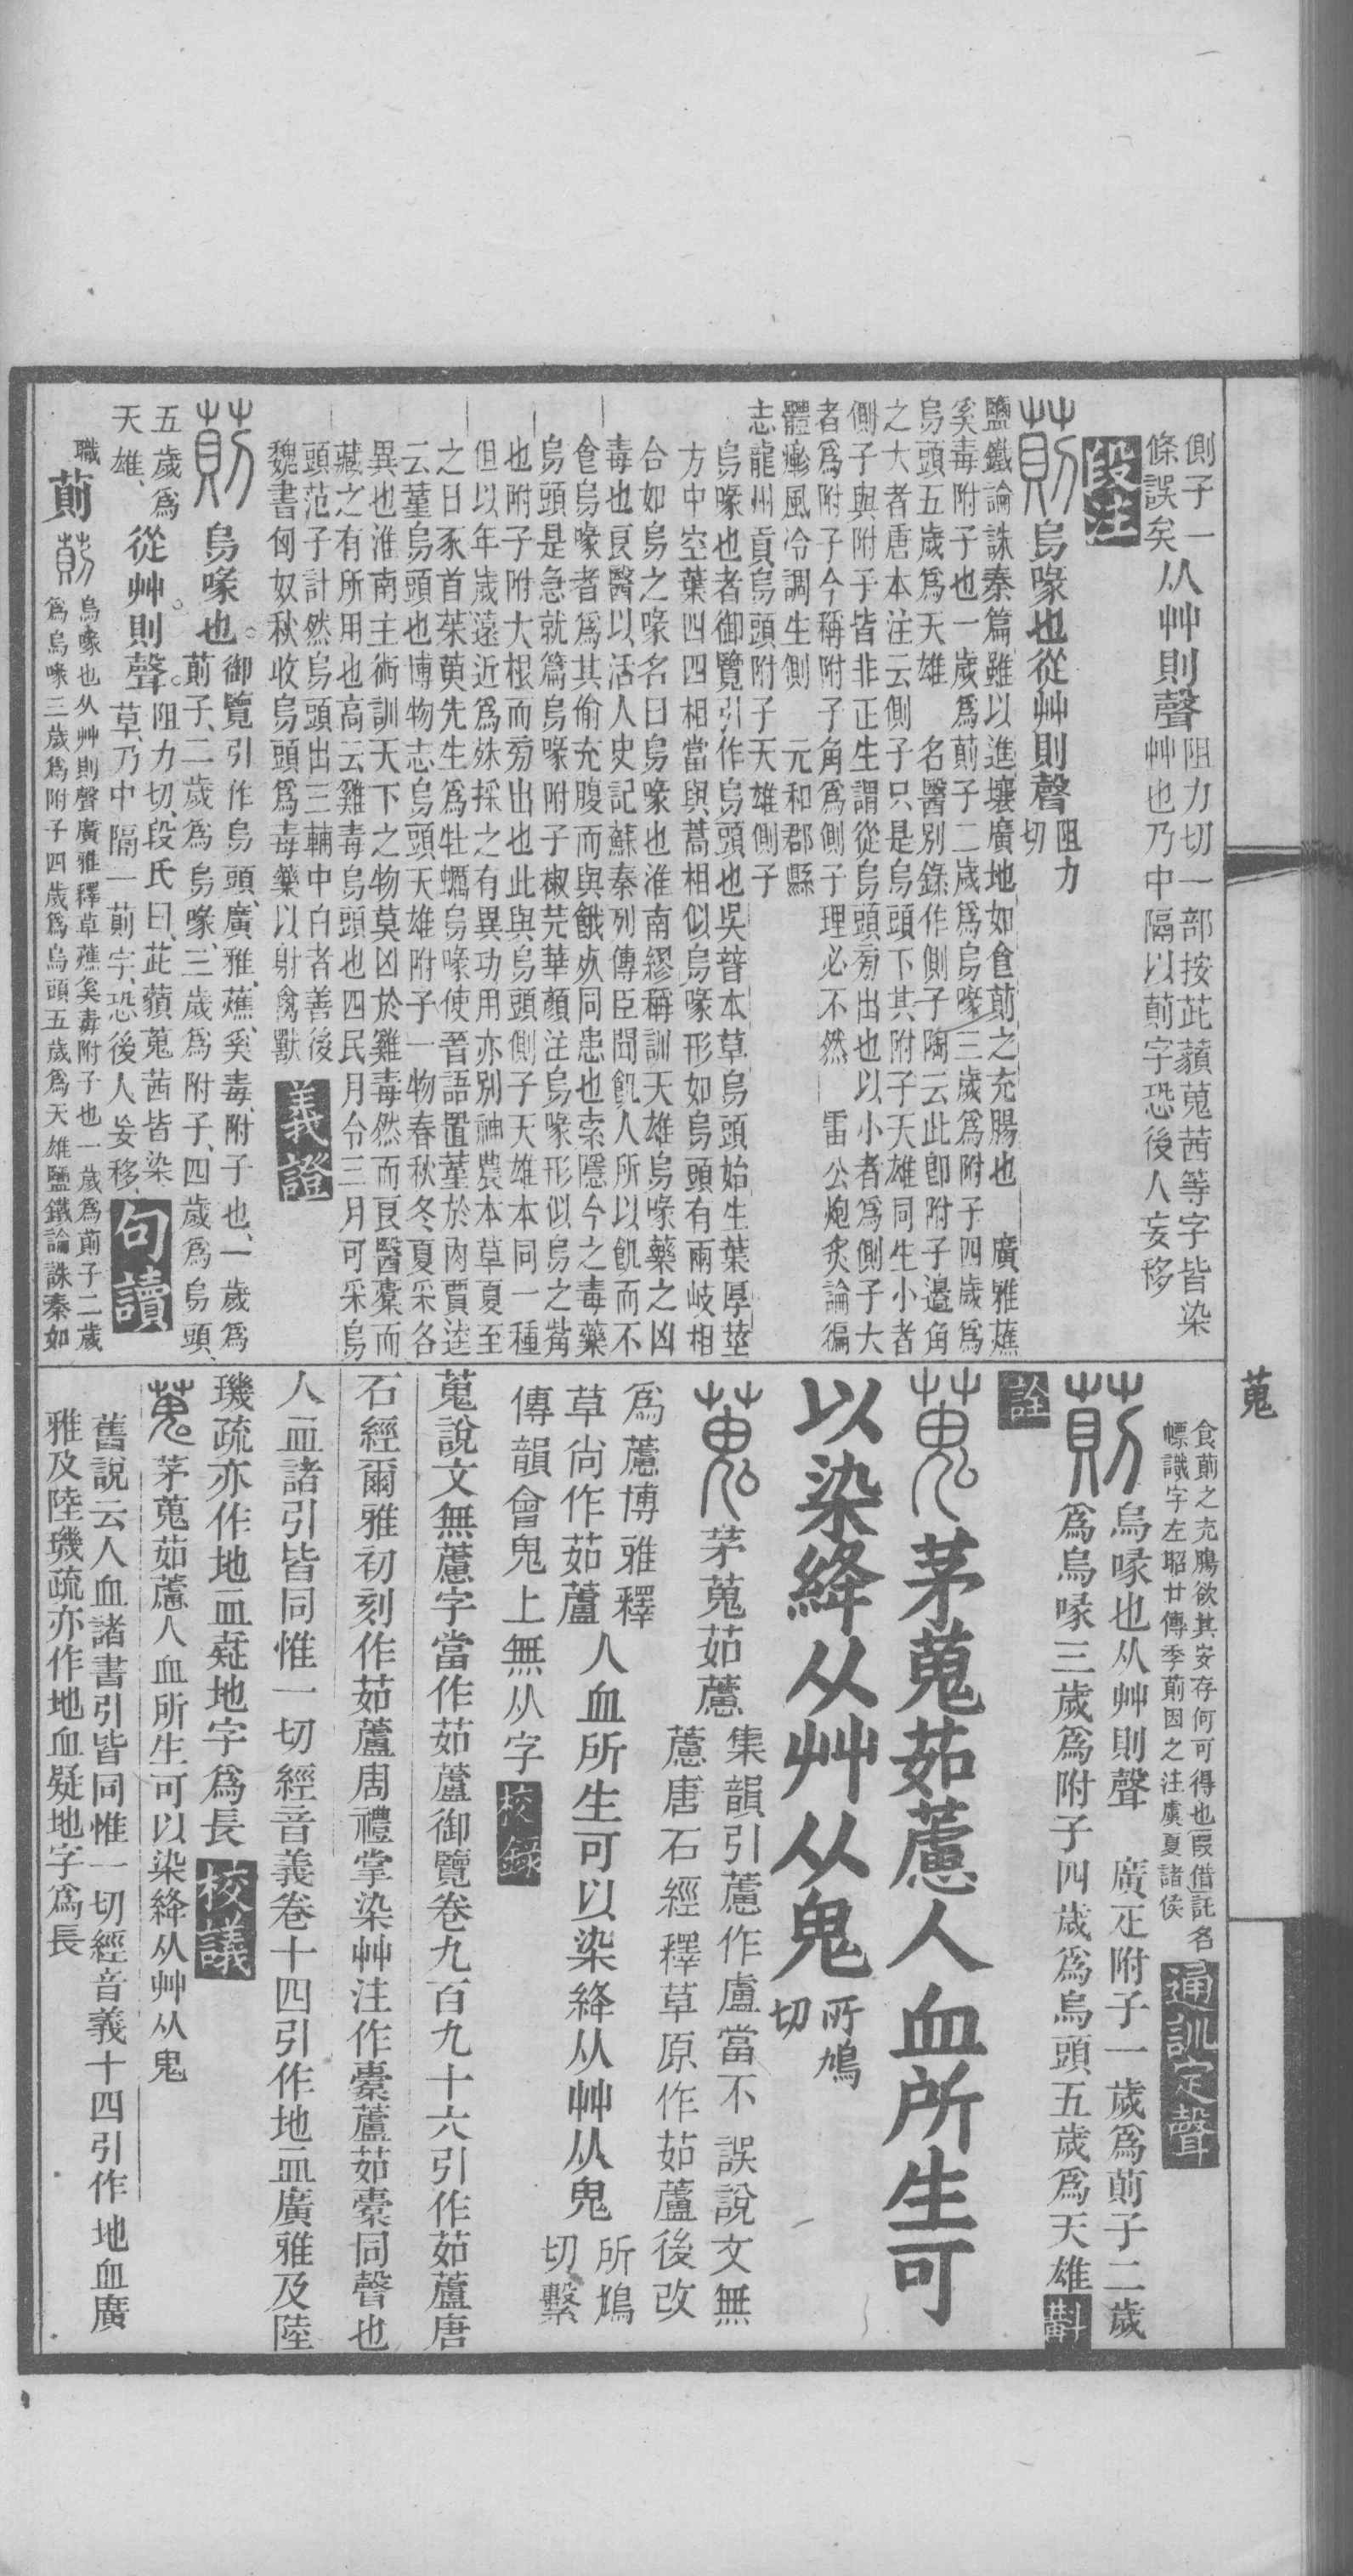 側子一
條誤矣
从艸則聲
阻力切一部按茈藾蒐茜等字皆染
艸也乃中隔以萴字恐後人妄移
段注
萴烏喙也從艸則聲
阻力
切
鹽鐵論誅秦篇雖以進壤廣地如食萴之充腸也　廣雅蘸
奚毒附子也一歲爲萴子二歲爲烏喙三歲爲附子四歲爲
烏頭五歲爲天雄　名醫別錄作側子陶云此卽附子邊角
之大者唐本注云側子只是烏頭下其附子天雄同生小者
側子與附子皆非正生謂從烏頭旁出也以小者爲側子大
者爲附子今稱附子角爲側子理必不然　雷公炮炙論徧
體瘲風冷調生側　元和郡縣
志龍州貢烏頭附子天雄側子
烏喙也者御覽引作烏頭也吳普本草烏頭始生葉厚莖
方中空葉四四相當與蒿相似烏喙形如烏頭有兩岐相
合如烏之喙名曰烏喙也淮南繆稱訓天雄烏喙藥之凶
毒也良醫以活人史記蘇秦列傳臣聞飢人所以飢而不
食烏喙者爲其偷充腹而與餓死同患也索隱今之毒藥
烏頭是急就篇烏喙附子椒芫華顏注烏喙形似烏之觜
也附子附大根而旁出也此與烏頭側子天雄本同一種
但以年歲遠近爲殊採之有異功用亦別神農本草夏至
之日豕首茱萸先生爲牡蠣烏喙使晉語置堇於肉賈逵
云堇烏頭也博物志烏頭天雄附子一物春秋冬夏采各
異也淮南主術訓天下之物莫凶於雞毒然而良醫橐而
藏之有所用也高云雞毒烏頭也四民月令三月可采烏
頭范子計然烏頭出三輔中白者善後
魏書匈奴秋收烏頭爲毒藥以射禽獸
義證
萴烏喙也。
御覽引作烏頭、廣雅、蘸、奚毒、附子也、一歲爲
萴子、二歲爲烏喙、三歲爲附子、四歲爲烏頭、
五歲爲
天雄、
從艸。則聲。
阻力切、段氏曰、茈藾蒐茜皆染
草、乃中隔一萴字、恐後人妄移、
句讀
職
萴
萴
烏喙也从艸則聲廣雅釋草蘸奚毒附子也一歲爲萴子二歲
爲烏喙三歲爲附子四歲爲烏頭五歲爲天雄鹽鐵論誅秦如
蒐
食萴之充腸欲其安存何可得也叚借託名
幖識字左昭廿傳季萴因之注虞夏諸侯
通訓定聲
萴
烏喙也从艸則聲　廣疋附子一歲爲萴子二歲
爲烏喙三歲爲附子四歲爲烏頭五歲爲天雄
斠
詮
蒐茅蒐茹藘人血所生可
以染絳从艸从鬼
所鳩
切
蒐茅蒐茹藘
集韻引藘作盧當不誤說文無
藘唐石經釋草原作茹蘆後改
爲藘博雅釋
草尙作茹蘆
人血所生可以染絳从艸从鬼
所鳩
切繫
傳韻會鬼上無从字
校錄
蒐說文無藘字當作茹蘆御覽卷九百九十六引作茹蘆唐
石經爾雅初刻作茹蘆周禮掌染艸注作橐蘆茹橐同聲也
人血諸引皆同惟一切經音義卷十四引作地血廣雅及陸
璣疏亦作地血疑地字爲長
校議
蒐茅蒐茹藘人血所生可以染絳从艸从鬼
舊說云人血諸書引皆同惟一切經音義十四引作地血廣
雅及陸璣疏亦作地血疑地字爲長